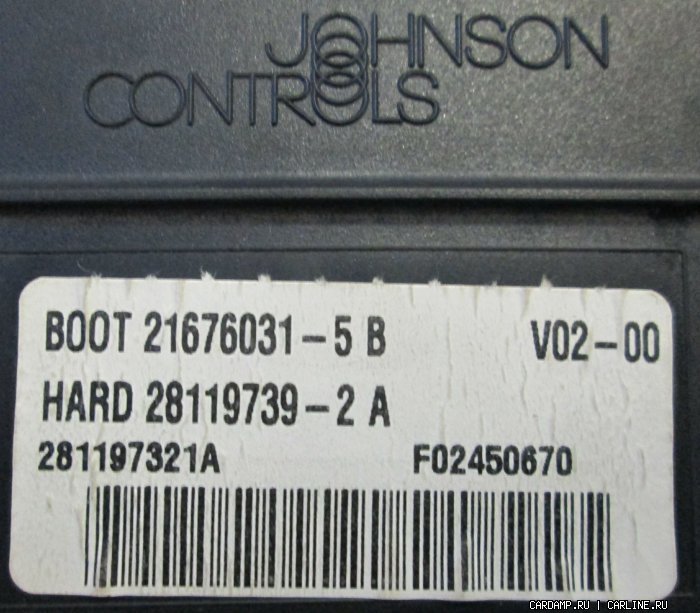 JOHNSON
CONTROLS
BOOT 21676031-5 B V02-00
HARD 28119739-2 A
281197321A F02450670
CARDAMP.RU | CARLINE.RU